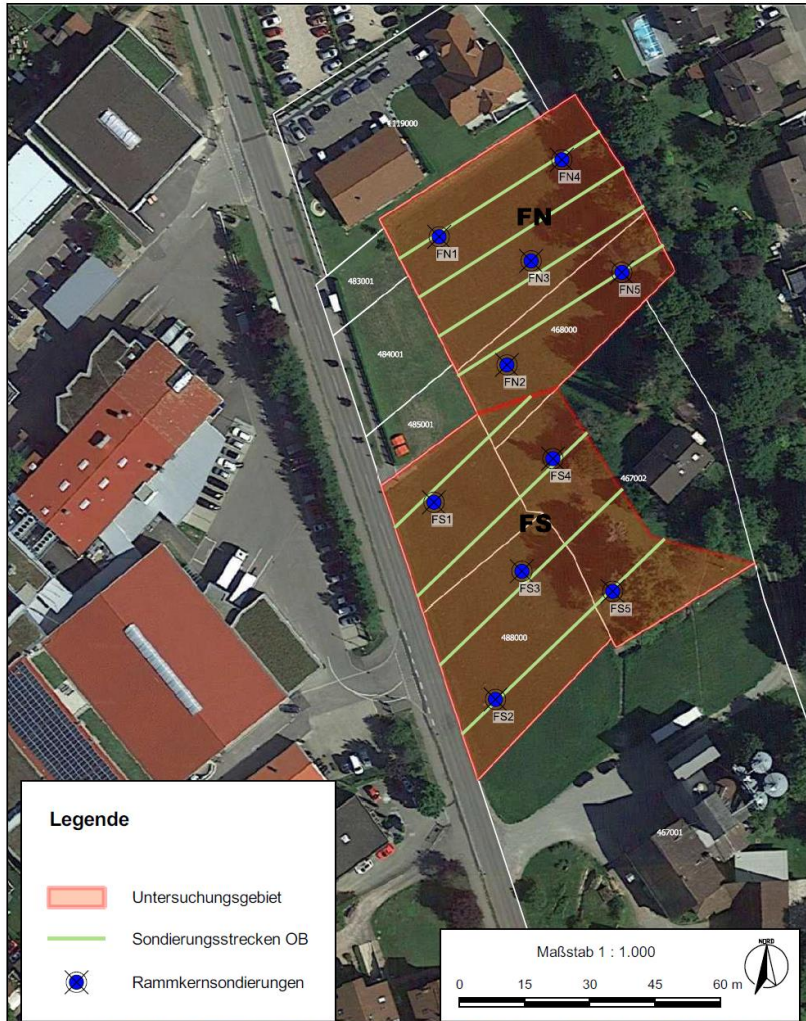 119000
FN4
FN
FN1
FN3
FN5
483001
468000
484001
FN2
485001
FS4
467002
FS1
FS
FS3
FS5
488000
FS2
467001
Legende
Untersuchungsgebiet
Sondierungsstrecken OB
Rammkernsondierungen
Maßstab 1 : 1.000
NORD
0 15 30 45 60 m